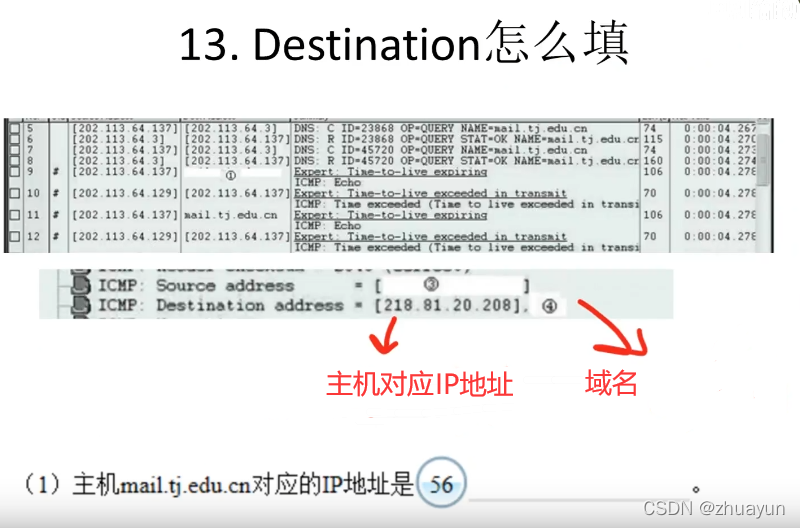 13. Destination怎么填
5 [202.113.64.137] [202.113.64.3] DNS: C ID=23868 OP=QUERY NAME=mail.tj.edu.cn 74 0:00:04.267
6 [202.113.64.3] [202.113.64.137] DNS: R ID=23868 OP=QUERY STAT=OK NAME=mail.tj.edu.cr 115 0:00:04.270
7 [202.113.64.137] [202.113.64.3] DNS: C ID=45720 OP=QUERY NAME=mail.tj.edu.cn 74 0:00:04.273
8 [202.113.64.3] [202.113.64.137] DNS: R ID=45720 OP=QUERY STAT=OK NAME=mail.tj.edu.cr 160 0:00:04.274
9 # [202.113.64.137] ① Expert: Time-to-live expiring 106 0:00:04.278
ICMP: Echo
10 # [202.113.64.129] [202.113.64.137] Expert: Time-to-live exceeded in transmit 70 0:00:04.278
ICMP: Time exceeded (Time to live exceeded in transi
11 # [202.113.64.137] mail.tj.edu.cn Expert: Time-to-live expiring 106 0:00:04.278
ICMP: Echo
12 # [202.113.64.129] [202.113.64.137] Expert: Time-to-live exceeded in transmit 70 0:00:04.278
ICMP: Time exceeded (Time to live exceeded in transi
ICMP: Source address = [ ③ ]
ICMP: Destination address = [218.81.20.208], ④
主机对应IP地址 域名
（1）主机mail.tj.edu.cn对应的IP地址是 56 。
CSDN @zhuayun